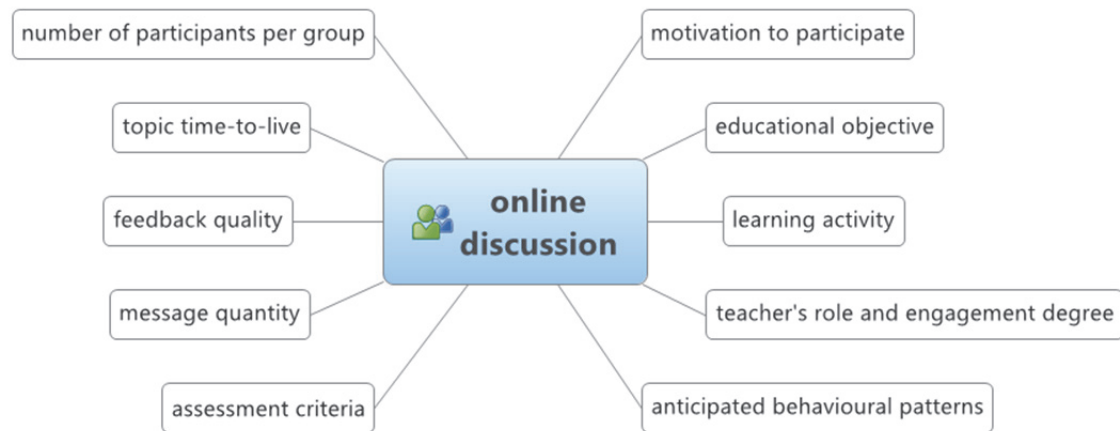 number of participants per group
motivation to participate
topic time-to-live
educational objective
online
discussion
feedback quality
learning activity
message quantity
teacher's role and engagement degree
assessment criteria
anticipated behavioural patterns